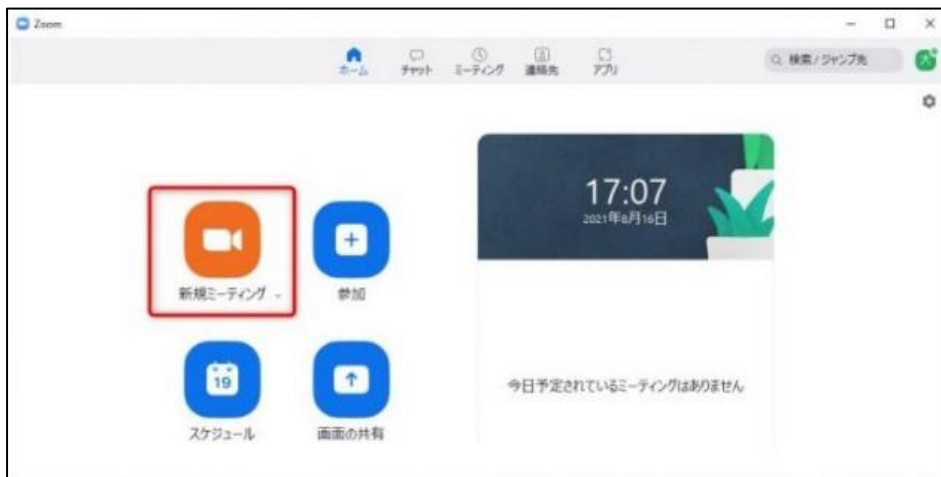 Zoom
ホーム
チャット
ミーティング
連絡先
アプリ
検索/ジャンプ先
大
17:07
2021年8月16日
新規ミーティング
参加
19
スケジュール
画面の共有
今日予定されているミーティングはありません